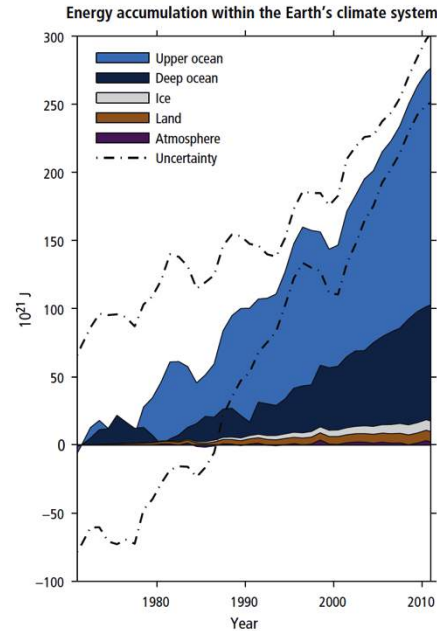 Energy accumulation within the Earth's climate system
300
250
200
150
100
50
0
−50
−100
10²¹ J
Upper ocean
Deep ocean
Ice
Land
Atmosphere
Uncertainty
1980
1990
2000
2010
Year